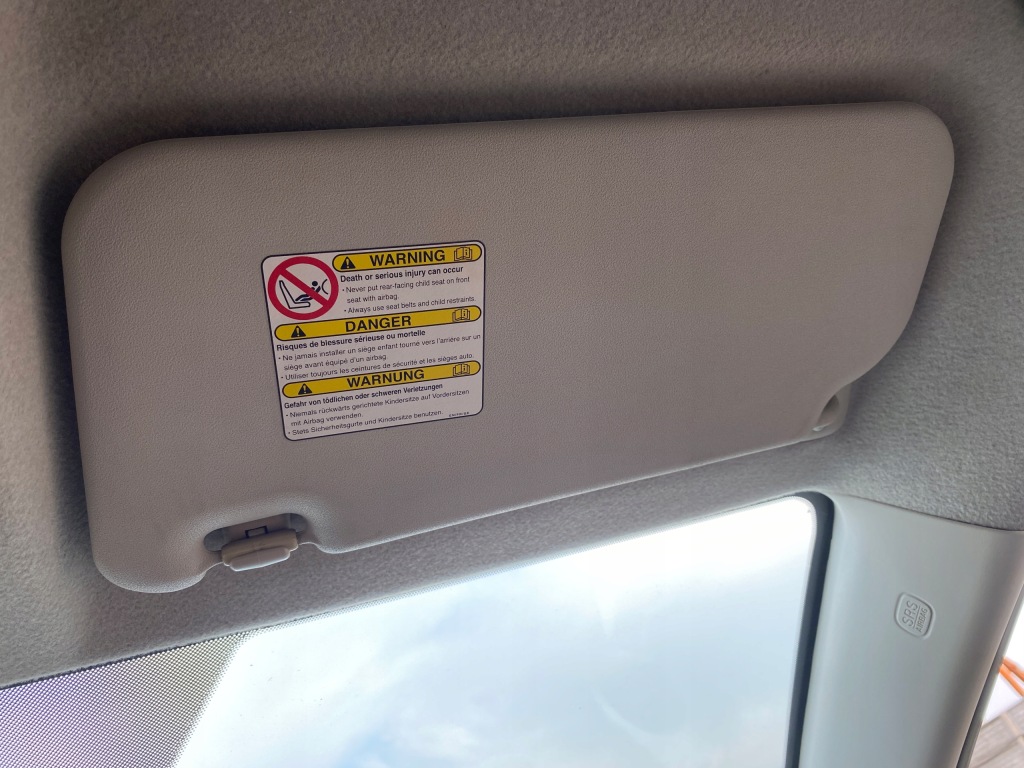 WARNING
Death or serious injury can occur
• Never put rear-facing child seat on front
seat with airbag.
• Always use seat belts and child restraints.
DANGER
Risques de blessure sérieuse ou mortelle
• Ne jamais installer un siège enfant tourné vers l'arrière sur un
siège avant équipé d'un airbag.
• Utiliser toujours les ceintures de sécurité et les sièges auto.
WARNUNG
Gefahr von tödlichen oder schweren Verletzungen
• Niemals rückwärts gerichtete Kindersitze auf Vordersitzen
mit Airbag verwenden.
• Stets Sicherheitsgurte und Kindersitze benutzen.
SRS
AIRBAG